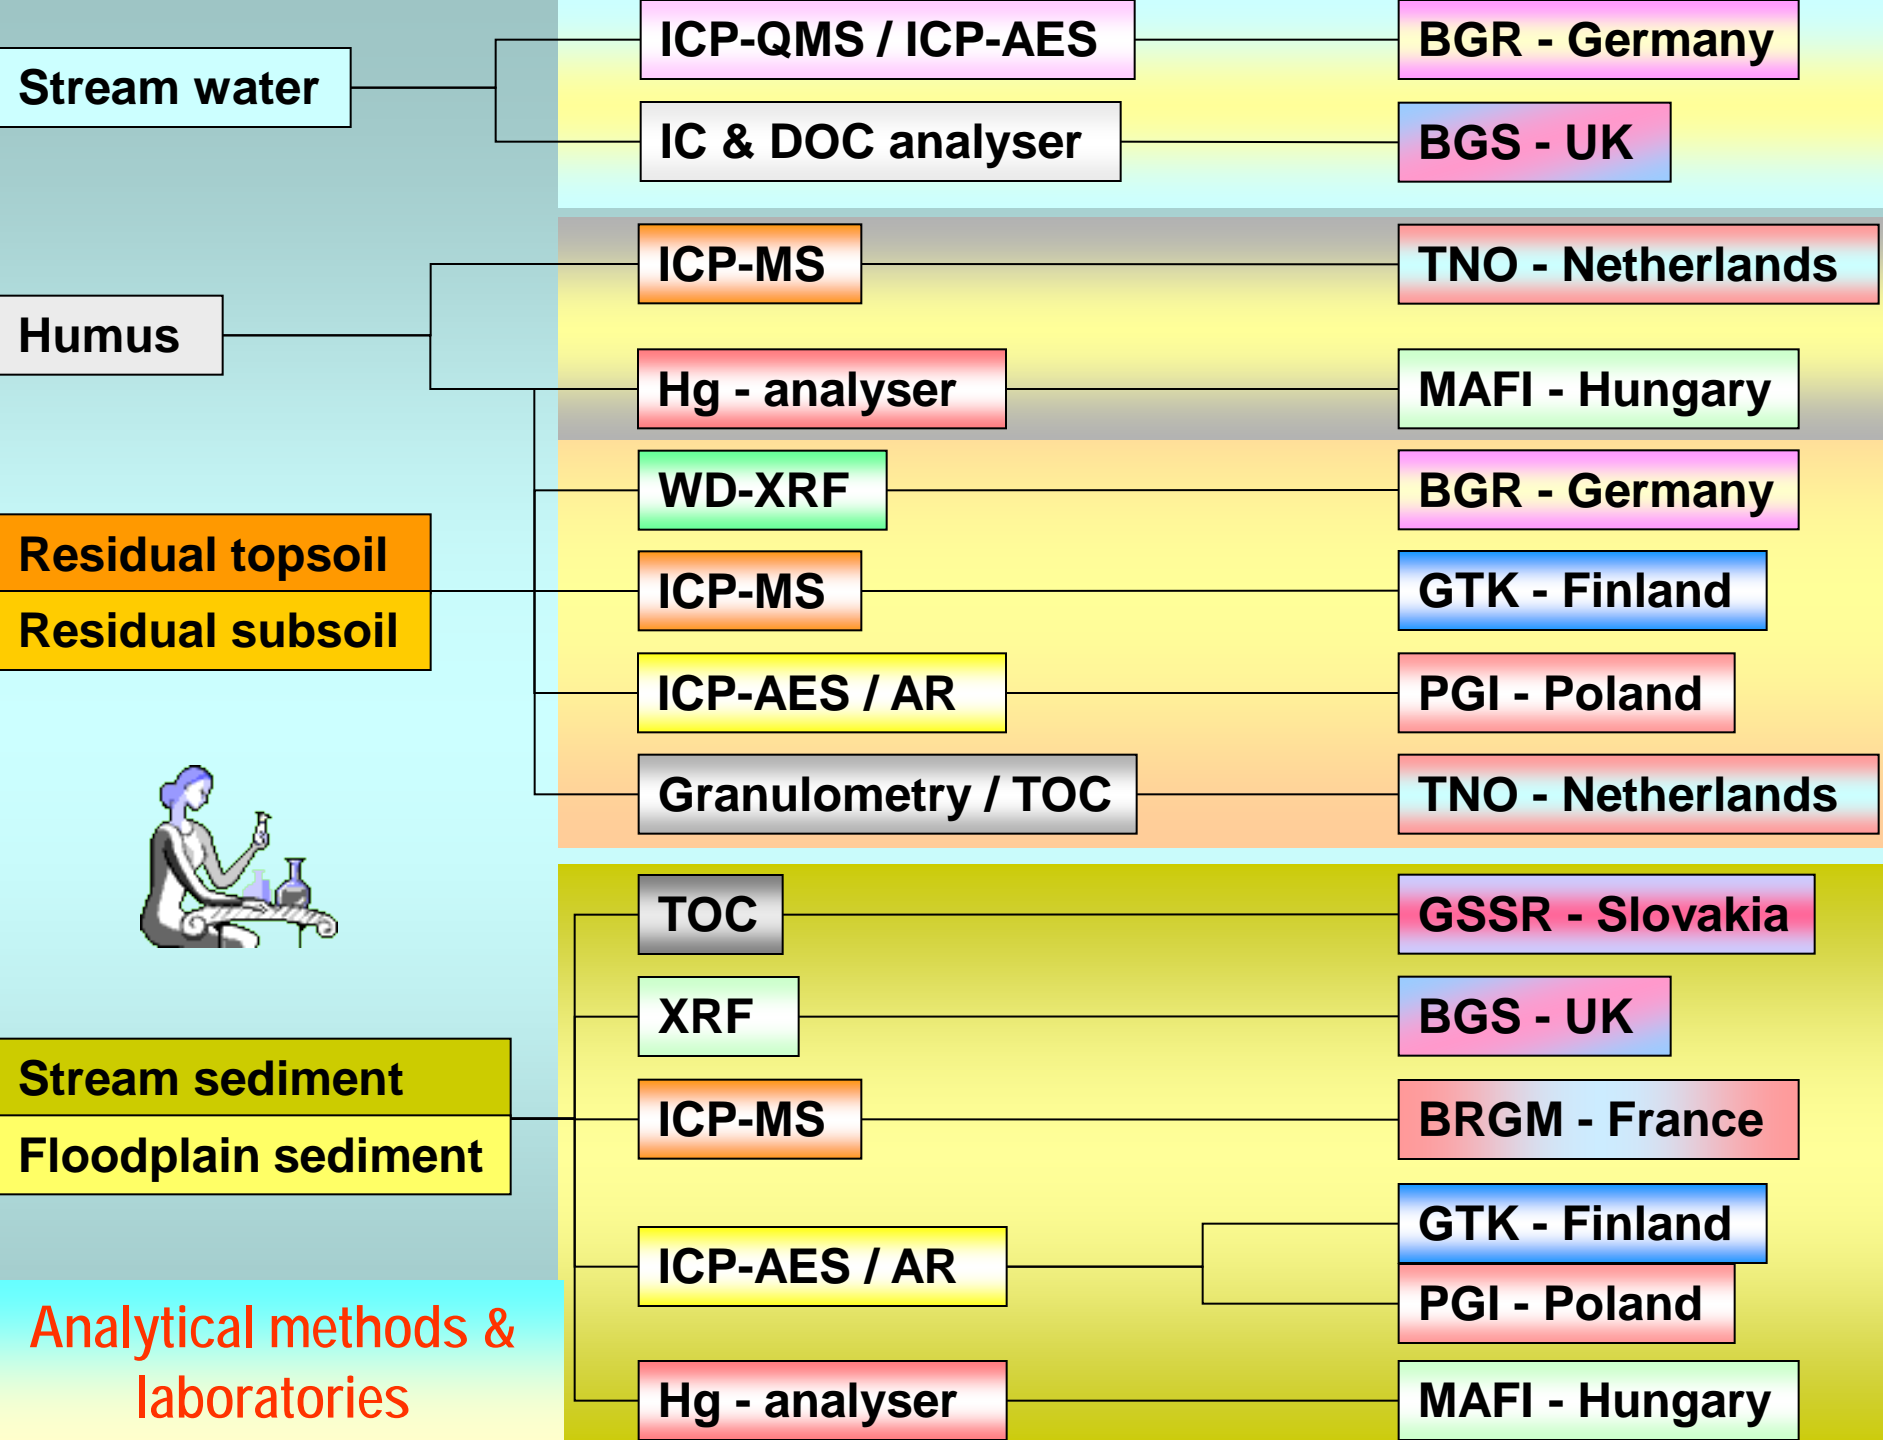 Stream water
ICP-QMS / ICP-AES
BGR - Germany
IC & DOC analyser
BGS - UK
Humus
ICP-MS
TNO - Netherlands
Hg - analyser
MAFI - Hungary
Residual topsoil
Residual subsoil
WD-XRF
BGR - Germany
ICP-MS
GTK - Finland
ICP-AES / AR
PGI - Poland
Granulometry / TOC
TNO - Netherlands
Stream sediment
Floodplain sediment
TOC
GSSR - Slovakia
XRF
BGS - UK
ICP-MS
BRGM - France
ICP-AES / AR
GTK - Finland
PGI - Poland
Hg - analyser
MAFI - Hungary
Analytical methods &
laboratories